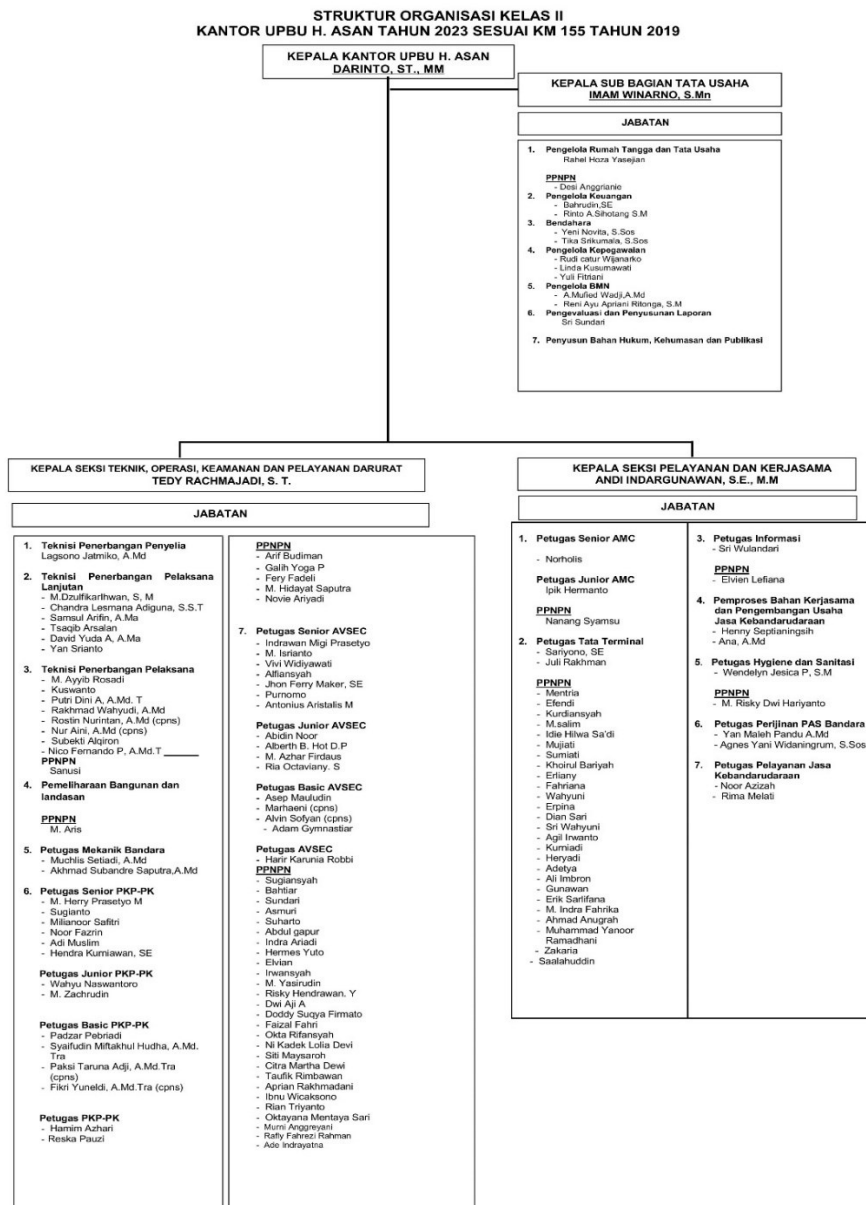 STRUKTUR ORGANISASI KELAS II
KANTOR UPBU H. ASAN TAHUN 2023 SESUAI KM 155 TAHUN 2019
KEPALA KANTOR UPBU H. ASAN
DARINTO, ST., MM
KEPALA SUB BAGIAN TATA USAHA
IMAM WINARNO, S.Mn
JABATAN
1. Pengelola Rumah Tangga dan Tata Usaha
Rahel Hoza Yasejian
PPNPN
- Desi Anggrianie
2. Pengelola Keuangan
- Bahrudin,SE
- Rinto A.Sihotang S.M
3. Bendahara
- Yeni Novita, S.Sos
- Tika Srikumala, S.Sos
4. Pengelola Kepegawaian
- Rudi catur Wijanarko
- Linda Kusumawati
- Yuli Fitriani
5. Pengelola BMN
- A.Mufied Wadji,A.Md
- Reni Ayu Apriani Ritonga, S.M
6. Pengevaluasi dan Penyusunan Laporan
Sri Sundari
7. Penyusun Bahan Hukum, Kehumasan dan Publikasi
KEPALA SEKSI TEKNIK, OPERASI, KEAMANAN DAN PELAYANAN DARURAT
TEDY RACHMAJADI, S. T.
JABATAN
1. Teknisi Penerbangan Penyelia
Lagsono Jatmiko, A.Md
2. Teknisi Penerbangan Pelaksana
Lanjutan
- M.Dzulfikarlhwan, S, M
- Chandra Lesmana Adiguna, S.S.T
- Samsul Arifin, A.Ma
- Tsaqib Arsalan
- David Yuda A, A.Ma
- Yan Srianto
3. Teknisi Penerbangan Pelaksana
- M. Ayyib Rosadi
- Kuswanto
- Putri Dini A, A.Md. T
- Rakhmad Wahyudi, A.Md
- Rostin Nurintan, A.Md (cpns)
- Nur Aini, A.Md (cpns)
- Subekti Alqiron
- Nico Fernando P, A.Md.T
PPNPN
Sanusi
4. Pemeliharaan Bangunan dan
landasan
PPNPN
M. Aris
5. Petugas Mekanik Bandara
- Muchlis Setiadi, A.Md
- Akhmad Subandre Saputra,A.Md
6. Petugas Senior PKP-PK
- M. Herry Prasetyo M
- Sugianto
- Milianoor Safitri
- Noor Fazrin
- Adi Muslim
- Hendra Kurniawan, SE
Petugas Junior PKP-PK
- Wahyu Naswantoro
- M. Zachrudin
Petugas Basic PKP-PK
- Padzar Pebriadi
- Syaifudin Miftakhul Hudha, A.Md.
Tra
- Paksi Taruna Adji, A.Md.Tra
(cpns)
- Fikri Yuneldi, A.Md.Tra (cpns)
Petugas PKP-PK
- Hamim Azhari
- Reska Pauzi
PPNPN
- Arif Budiman
- Galih Yoga P
- Fery Fadeli
- M. Hidayat Saputra
- Novie Ariyadi
7. Petugas Senior AVSEC
- Indrawan Migi Prasetyo
- M. Isrianto
- Vivi Widiyawati
- Alfiansyah
- Jhon Ferry Maker, SE
- Purnomo
- Antonius Aristalis M
Petugas Junior AVSEC
- Abidin Noor
- Alberth B. Hot D.P
- M. Azhar Firdaus
- Ria Octaviany. S
Petugas Basic AVSEC
- Asep Mauludin
- Marhaeni (cpns)
- Alvin Sofyan (cpns)
- Adam Gymnastiar
Petugas AVSEC
- Harir Karunia Robbi
PPNPN
- Sugiansyah
- Bahtiar
- Sundari
- Asmuri
- Suharto
- Abdul gapur
- Indra Ariadi
- Hermes Yuto
- Elvian
- Irwansyah
- M. Yasirudin
- Risky Hendrawan. Y
- Dwi Aji A
- Doddy Suqya Firmato
- Faizal Fahri
- Okta Rifansyah
- Ni Kadek Lolia Devi
- Siti Maysaroh
- Citra Martha Dewi
- Taufik Rimbawan
- Aprian Rakhmadani
- Ibnu Wicaksono
- Rian Triyanto
- Oktayana Mentaya Sari
- Murni Anggreyani
- Rafly Fahrezi Rahman
- Ade Indrayatna
KEPALA SEKSI PELAYANAN DAN KERJASAMA
ANDI INDARGUNAWAN, S.E., M.M
JABATAN
1. Petugas Senior AMC
- Norholis
Petugas Junior AMC
Ipik Hermanto
PPNPN
Nanang Syamsu
2. Petugas Tata Terminal
- Sariyono, SE
- Juli Rakhman
PPNPN
- Mentria
- Efendi
- Kurdiansyah
- M.salim
- Idie Hilwa Sa'di
- Mujiati
- Sumiati
- Khoirul Bariyah
- Erliany
- Fahriana
- Wahyuni
- Erpina
- Dian Sari
- Sri Wahyuni
- Agil Irwanto
- Kurniadi
- Heryadi
- Adetya
- Ali Imbron
- Gunawan
- Erik Sarlifana
- M. Indra Fahrika
- Ahmad Anugrah
- Muhammad Yanoor
Ramadhani
- Zakaria
- Saalahuddin
3. Petugas Informasi
- Sri Wulandari
PPNPN
- Elvien Lefiana
4. Pemproses Bahan Kerjasama
dan Pengembangan Usaha
Jasa Kebandarudaraan
- Henny Septianingsih
- Ana, A.Md
5. Petugas Hygiene dan Sanitasi
- Wendelyn Jesica P, S.M
PPNPN
- M. Risky Dwi Hariyanto
6. Petugas Perijinan PAS Bandara
- Yan Maleh Pandu A.Md
- Agnes Yani Widaningrum, S.Sos
7. Petugas Pelayanan Jasa
Kebandarudaraan
- Noor Azizah
- Rima Melati